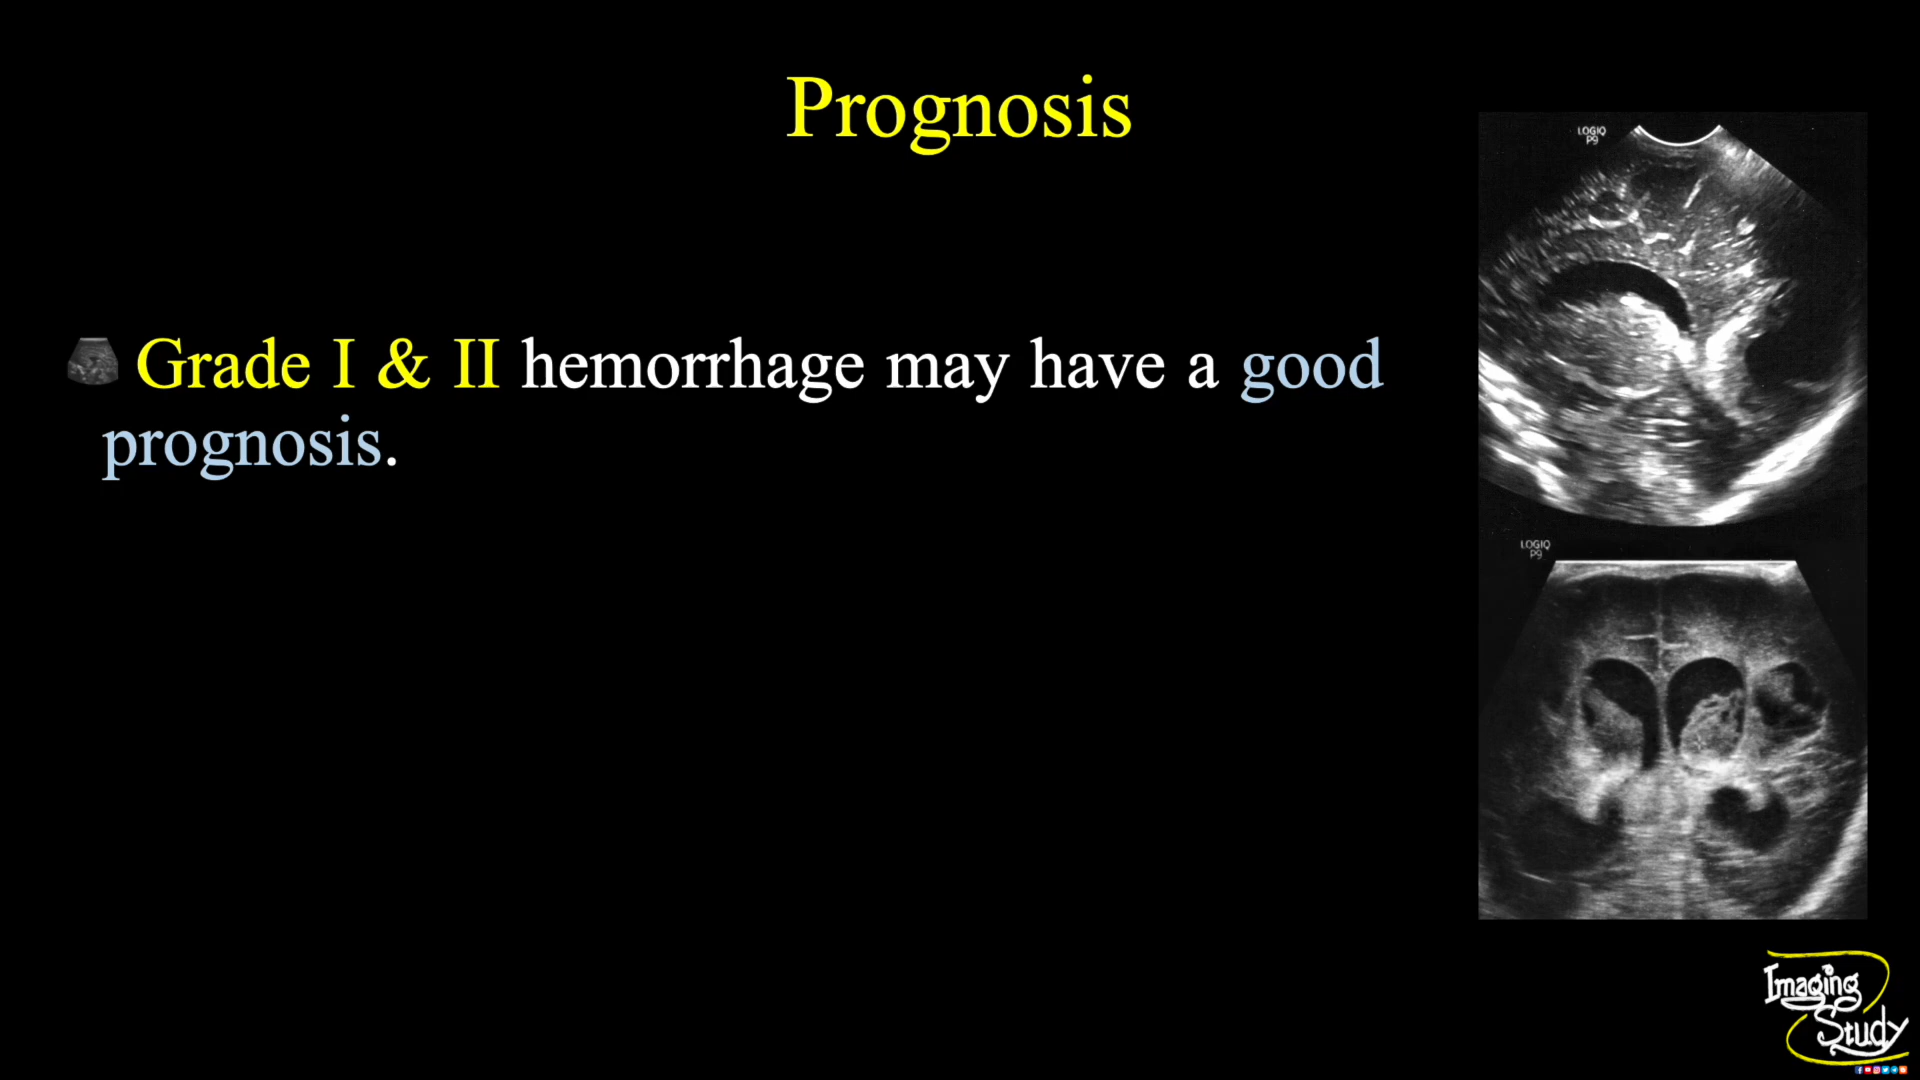 Prognosis
LOGIQ
P9
Grade I & II hemorrhage may have a good
prognosis.
LOGIQ
P9
Imaging
Study